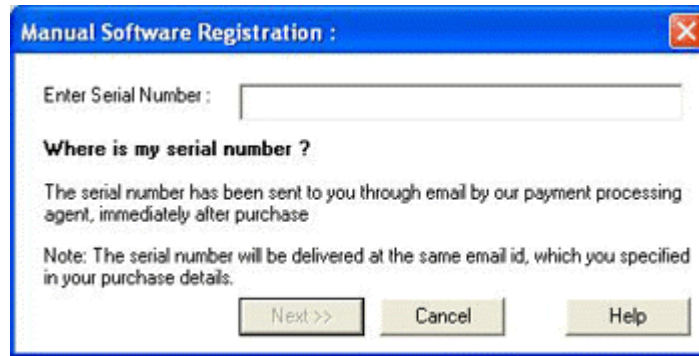 Manual Software Registration :
Enter Serial Number :
Where is my serial number ?
The serial number has been sent to you through email by our payment processing
agent, immediately after purchase
Note: The serial number will be delivered at the same email id, which you specified
in your purchase details.
Next >> Cancel Help